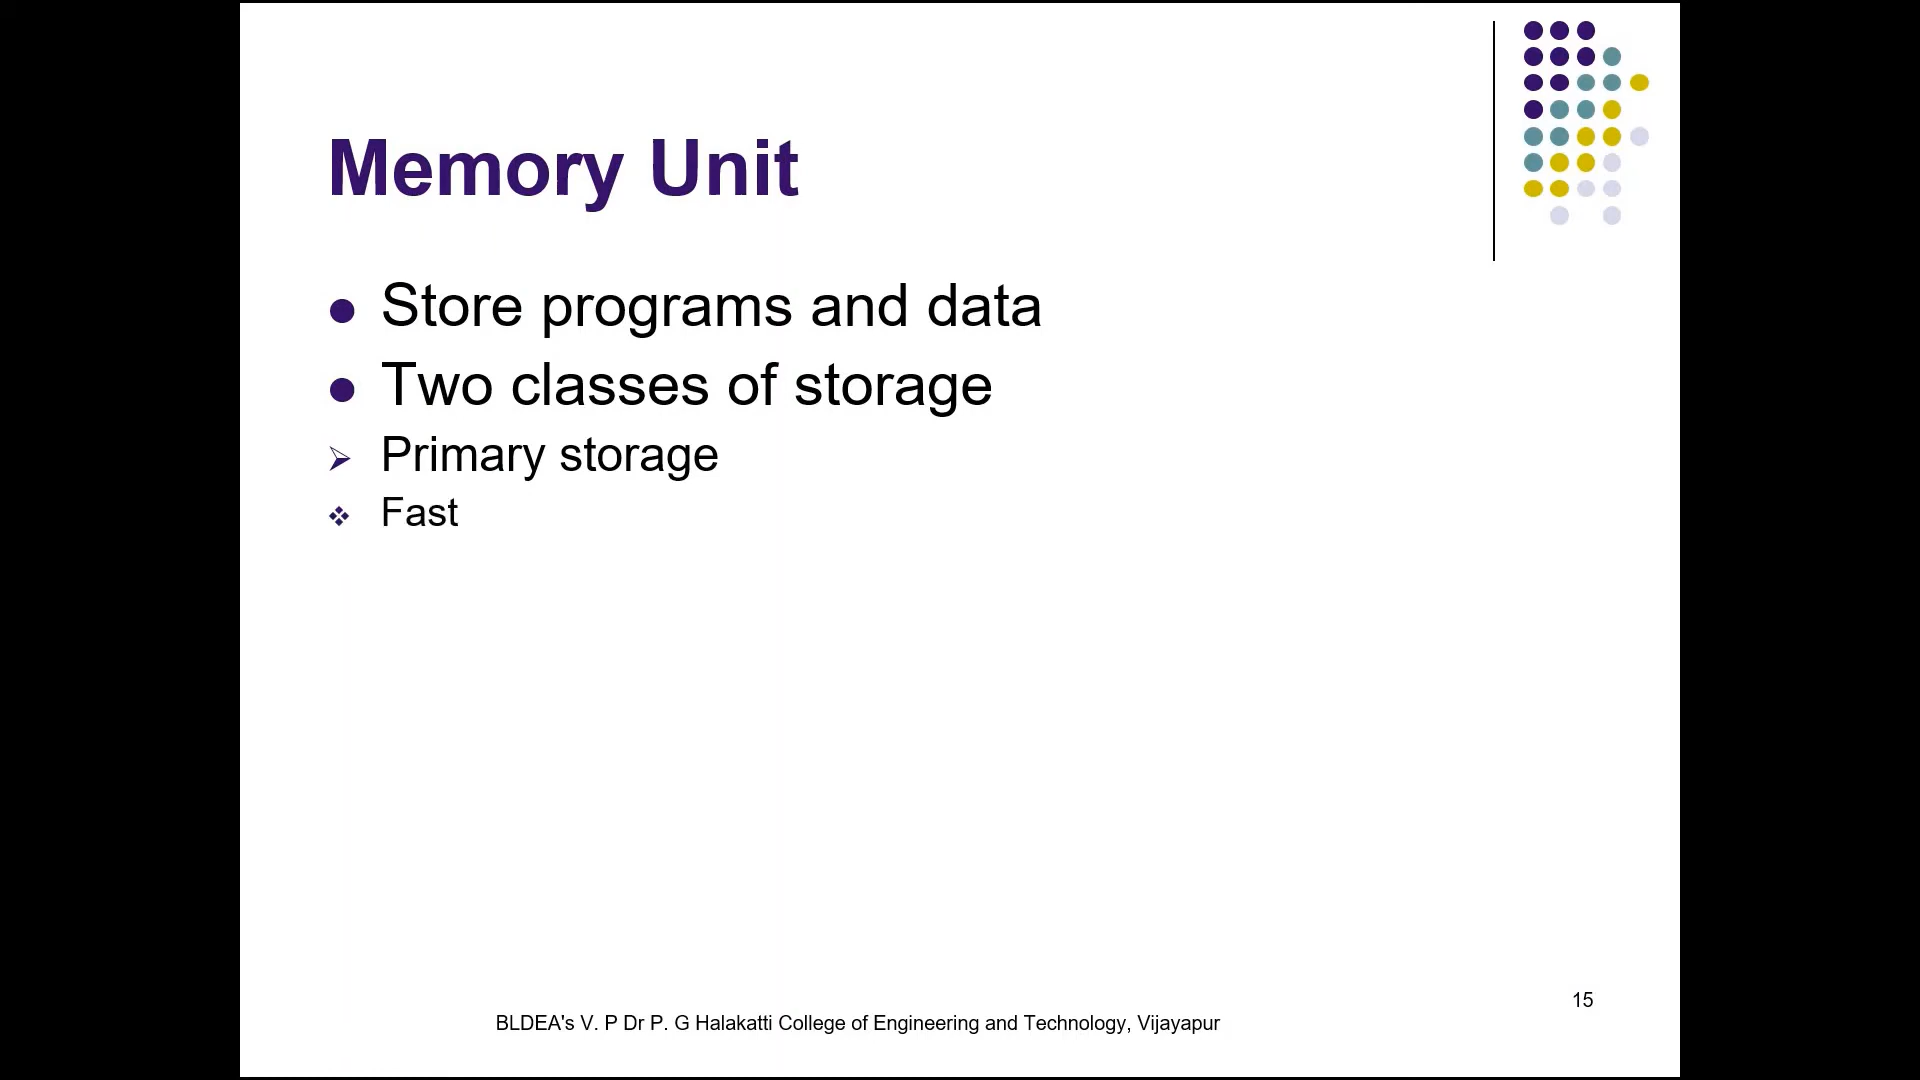 Memory Unit
Store programs and data
Two classes of storage
Primary storage
Fast
15
BLDEA's V. P Dr P. G Halakatti College of Engineering and Technology, Vijayapur